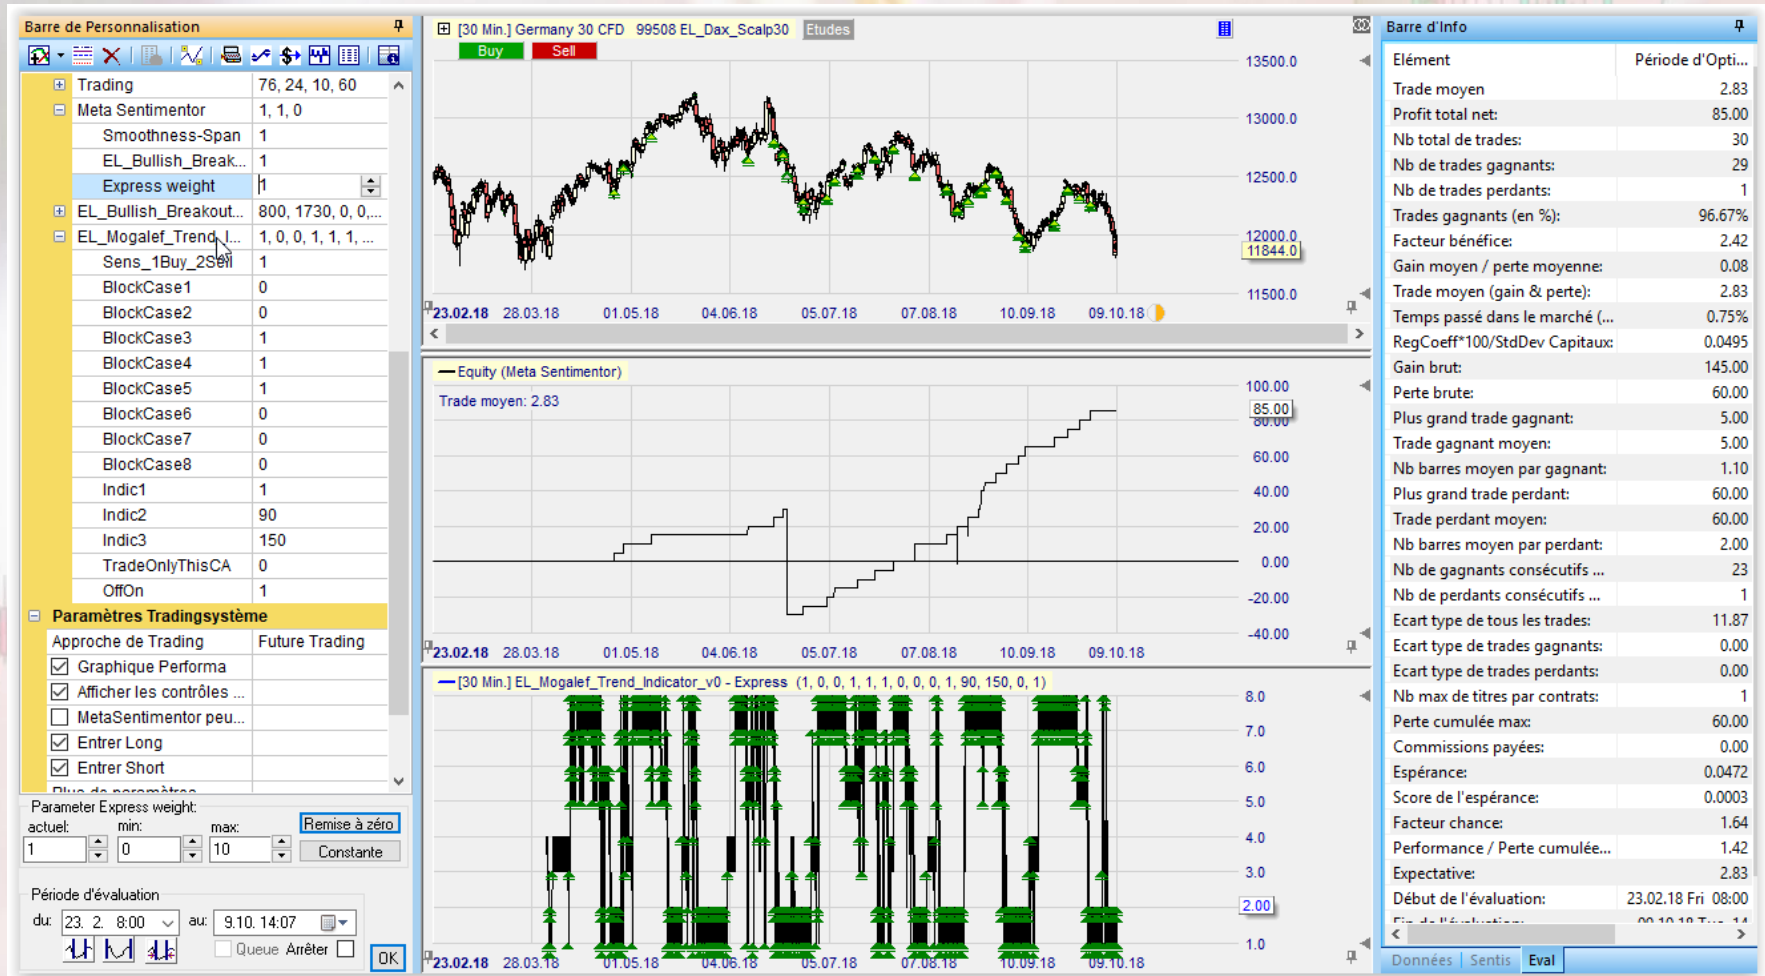 Barre de Personnalisation
Trading 76, 24, 10, 60
Meta Sentimentor 1, 1, 0
Smoothness-Span 1
EL_Bullish_Break... 1
Express weight 1
EL_Bullish_Breakout... 800, 1730, 0, 0,...
EL_Mogalef_Trend_I... 1, 0, 0, 1, 1, 1, ...
Sens_1Buy_2Sell 1
BlockCase1 0
BlockCase2 0
BlockCase3 1
BlockCase4 1
BlockCase5 1
BlockCase6 0
BlockCase7 0
BlockCase8 0
Indic1 1
Indic2 90
Indic3 150
TradeOnlyThisCA 0
OffOn 1
Paramètres Tradingsystème
Approche de Trading Future Trading
Graphique Performa
Afficher les contrôles ...
MetaSentimentor peu...
Entrer Long
Entrer Short
Plus de paramètres
Parameter Express weight:
actuel: min: max: Remise à zéro
1 0 10 Constante
Période d'évaluation
du: 23. 2. 8:00 au: 9.10. 14:07
Queue Arrêter OK
[30 Min.] Germany 30 CFD 99508 EL_Dax_Scalp30 Etudes
Buy Sell
13500.0
13000.0
12500.0
12000.0
11844.0
11500.0
23.02.18 28.03.18 01.05.18 04.06.18 05.07.18 07.08.18 10.09.18 09.10.18
Equity (Meta Sentimentor)
Trade moyen: 2.83
100.00
85.00
80.00
60.00
40.00
20.00
0.00
-20.00
-40.00
23.02.18 28.03.18 01.05.18 04.06.18 05.07.18 07.08.18 10.09.18 09.10.18
[30 Min.] EL_Mogalef_Trend_Indicator_v0 - Express (1, 0, 0, 1, 1, 1, 0, 0, 0, 1, 90, 150, 0, 1)
8.0
7.0
6.0
5.0
4.0
3.0
2.00
1.0
23.02.18 28.03.18 01.05.18 04.06.18 05.07.18 07.08.18 10.09.18 09.10.18
Barre d'Info
Elément Période d'Opti...
Trade moyen 2.83
Profit total net: 85.00
Nb total de trades: 30
Nb de trades gagnants: 29
Nb de trades perdants: 1
Trades gagnants (en %): 96.67%
Facteur bénéfice: 2.42
Gain moyen / perte moyenne: 0.08
Trade moyen (gain & perte): 2.83
Temps passé dans le marché (... 0.75%
RegCoeff*100/StdDev Capitaux: 0.0495
Gain brut: 145.00
Perte brute: 60.00
Plus grand trade gagnant: 5.00
Trade gagnant moyen: 5.00
Nb barres moyen par gagnant: 1.10
Plus grand trade perdant: 60.00
Trade perdant moyen: 60.00
Nb barres moyen par perdant: 2.00
Nb de gagnants consécutifs ... 23
Nb de perdants consécutifs ... 1
Ecart type de tous les trades: 11.87
Ecart type de trades gagnants: 0.00
Ecart type de trades perdants: 0.00
Nb max de titres par contrats: 1
Perte cumulée max: 60.00
Commissions payées: 0.00
Espérance: 0.0472
Score de l'espérance: 0.0003
Facteur chance: 1.64
Performance / Perte cumulée... 1.42
Expectative: 2.83
Début de l'évaluation: 23.02.18 Fri 08:00
Fin de l'évaluation: 09.10.18 Tue 14
Données Sentis Eval